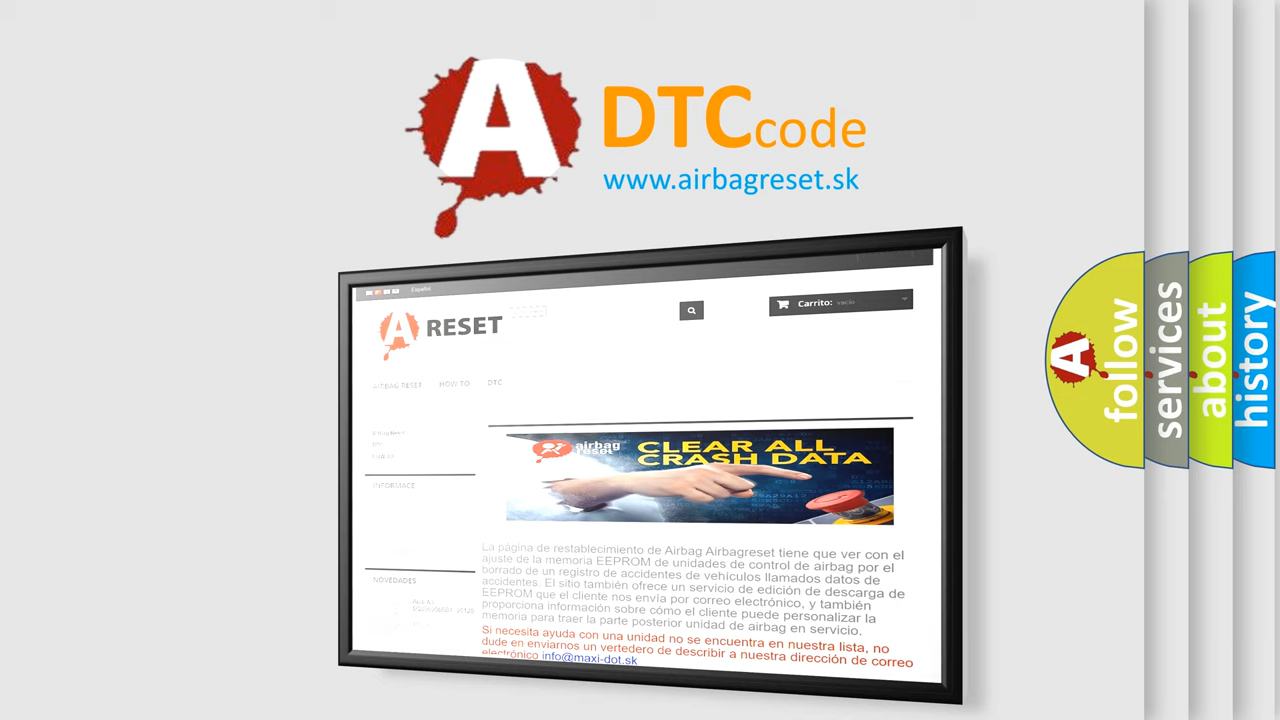 A DTC code
www.airbagreset.sk
Español
A RESET
Carrito: vacío
AIRBAG RESET HOW TO DTC
INFORMACE
airbag
reset
CLEAR ALL
CRASH DATA
La página de restablecimiento de Airbag Airbagreset tiene que ver con el
ajuste de la memoria EEPROM de unidades de control de airbag por el
borrado de un registro de accidentes de vehículos llamados datos de
accidentes. El sitio también ofrece un servicio de edición de descarga de
EEPROM que el cliente nos envía por correo electrónico, y también
proporciona información sobre cómo el cliente puede personalizar la
memoria para traer la parte posterior unidad de airbag en servicio.
Si necesita ayuda con una unidad no se encuentra en nuestra lista, no
dude en enviarnos un vertedero de describir a nuestra dirección de correo
electrónico info@maxi-dot.sk
NOVEDADES
A follow
services
about
history